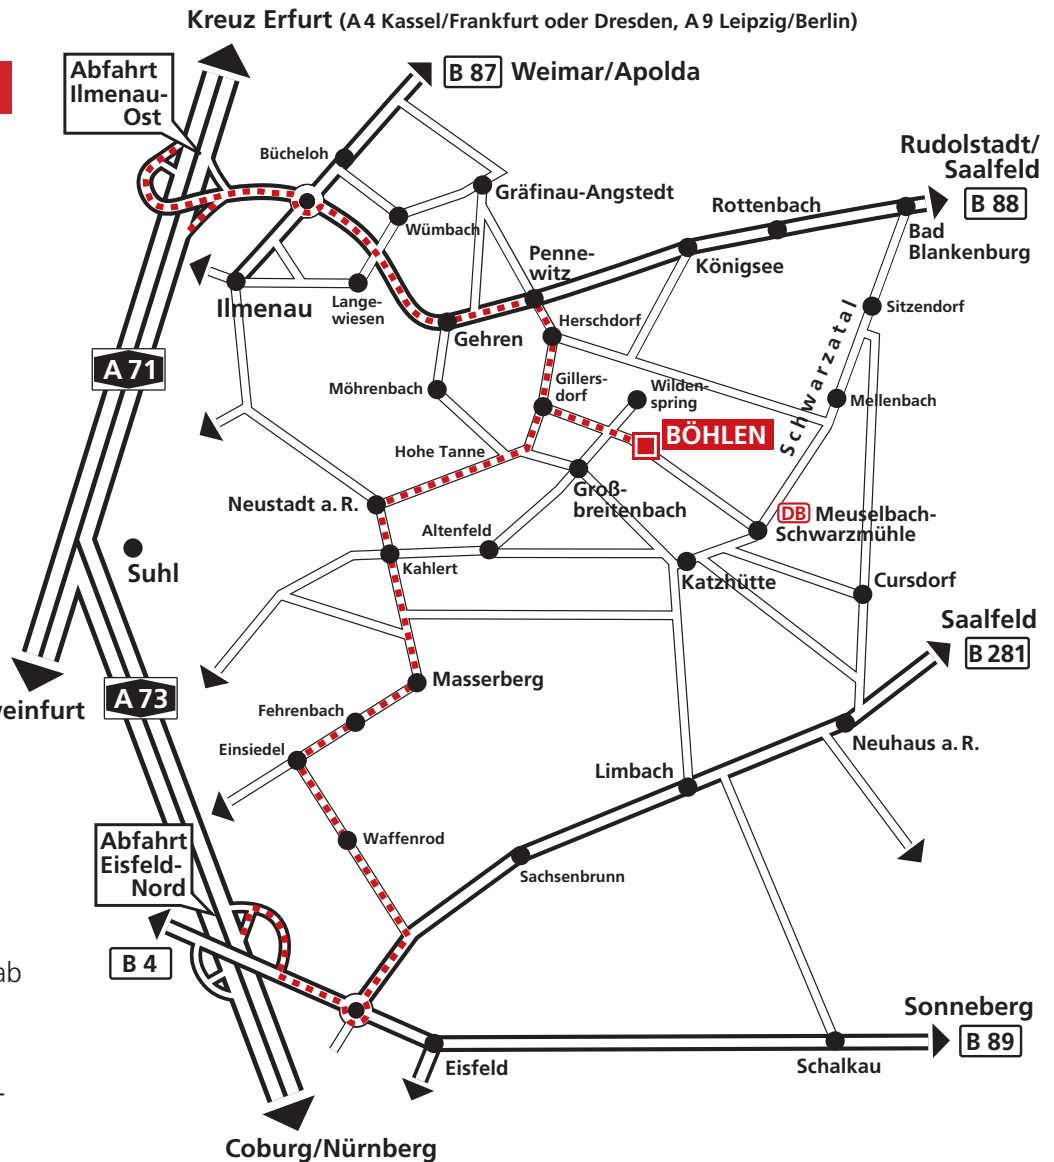 Kreuz Erfurt (A 4 Kassel/Frankfurt oder Dresden, A 9 Leipzig/Berlin)
Abfahrt
Ilmenau-
Ost
B 87 Weimar/Apolda
Bücheloh
Rudolstadt/
Saalfeld
B 88
Gräfinau-Angstedt
Rottenbach
Wümbach
Bad
Blankenburg
Penne-
witz
Königsee
Ilmenau
Lange-
wiesen
Sitzendorf
Herschdorf
Gehren
Schwarzatal
A 71
Möhrenbach
Gillers-
dorf
Wilden-
spring
Mellenbach
BÖHLEN
Hohe Tanne
Groß-
breitenbach
Neustadt a. R.
DB Meuselbach-
Schwarzmühle
Altenfeld
Suhl
Kahlert
Katzhütte
Cursdorf
Saalfeld
B 281
Masserberg
A 73
Fehrenbach
Einsiedel
Neuhaus a. R.
Limbach
Waffenrod
Abfahrt
Eisfeld-
Nord
Sachsenbrunn
B 4
ab
Sonneberg
B 89
Eisfeld
Schalkau
Coburg/Nürnberg